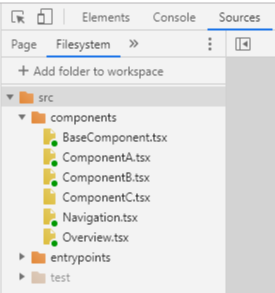 Elements Console Sources
Page Filesystem »
+ Add folder to workspace
src
components
BaseComponent.tsx
ComponentA.tsx
ComponentB.tsx
ComponentC.tsx
Navigation.tsx
Overview.tsx
entrypoints
test